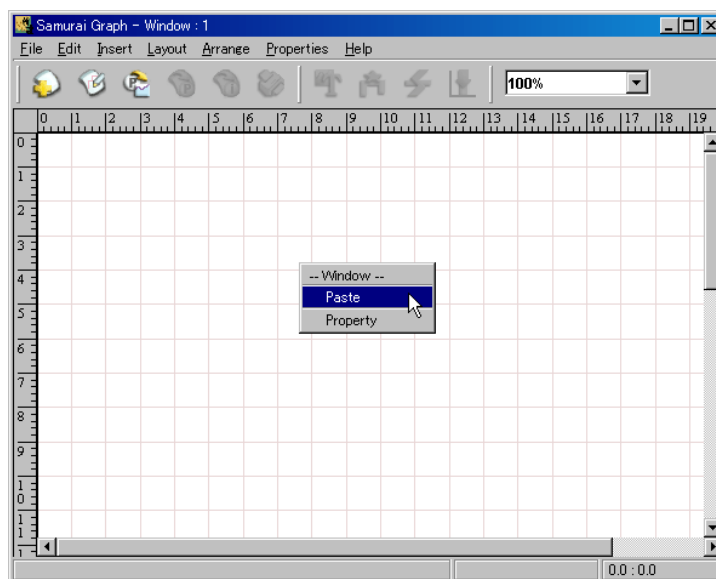 Samurai Graph - Window : 1
File Edit Insert Layout Arrange Properties Help
100%
0 1 2 3 4 5 6 7 8 9 10 11 12 13 14 15 16 17 18 19
0
1
2
3
4
5
6
7
8
9
10
11
-- Window --
Paste
Property
0.0 : 0.0